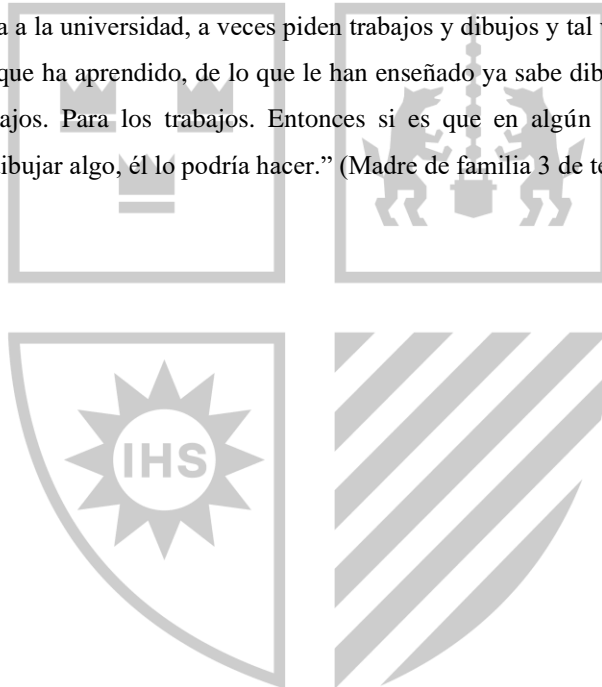 a a la universidad, a veces piden trabajos y dibujos y tal
que ha aprendido, de lo que le han enseñado ya sabe
ajos. Para los trabajos. Entonces si es que en algún
ibujar algo, él lo podría hacer.” (Madre de familia 3 de
IHS